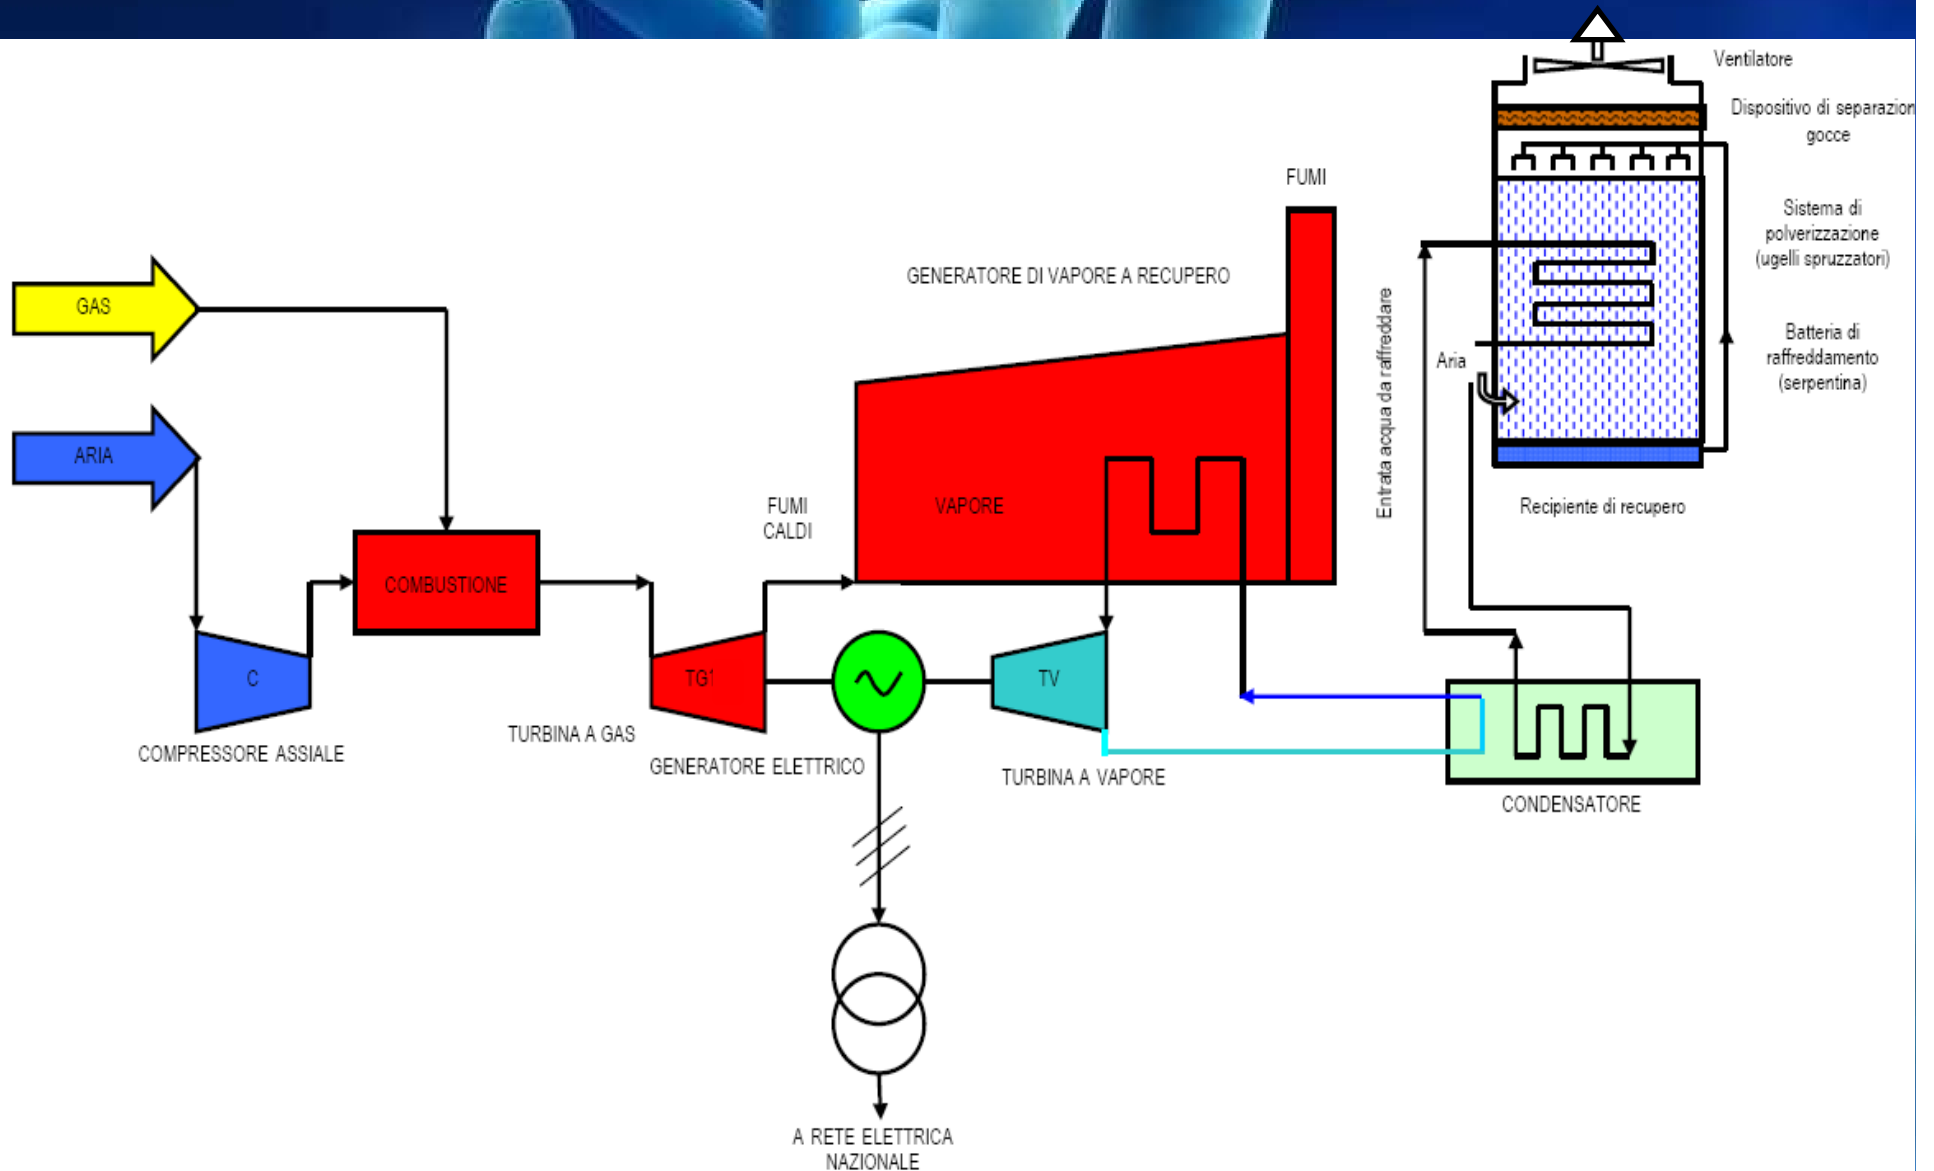 Ventilatore
Dispositivo di separazion
gocce
FUMI
Sistema di
polverizzazione
(ugelli spruzzatori)
GENERATORE DI VAPORE A RECUPERO
GAS
Entrata acqua da raffreddare
Batteria di
raffreddamento
(serpentina)
Aria
ARIA
FUMI
CALDI
VAPORE
Recipiente di recupero
COMBUSTIONE
C
TG1
TV
TURBINA A GAS
COMPRESSORE ASSIALE
GENERATORE ELETTRICO
TURBINA A VAPORE
CONDENSATORE
A RETE ELETTRICA
NAZIONALE